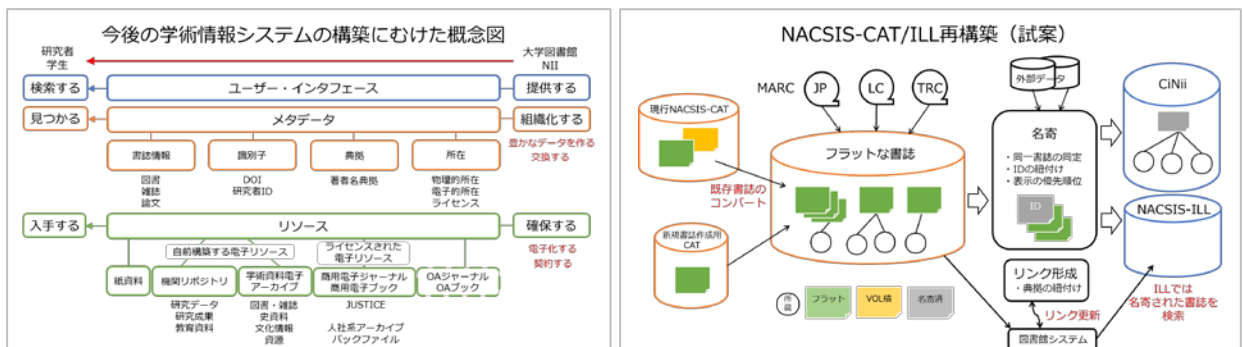 今後の学術情報システムの構築にむけた概念図
研究者
学生
大学図書館
NII
検索する
ユーザー・インタフェース
提供する
見つかる
メタデータ
組織化する
豊かなデータを作る
交換する
書誌情報
識別子
典拠
所在
図書
雑誌
論文
DOI
研究者ID
著者名典拠
物理的所在
電子的所在
ライセンス
入手する
リソース
確保する
電子化する
契約する
自前構築する電子リソース
ライセンスされた
電子リソース
紙資料
機関リポジトリ
学術資料電子
アーカイブ
商用電子ジャーナル
商用電子ブック
OAジャーナル
OAブック
研究データ
研究成果
教育資料
図書・雑誌
史資料
文化情報
資源
JUSTICE
人社系アーカイブ
バックファイル
NACSIS-CAT/ILL再構築（試案）
MARC
JP
LC
TRC
外部データ
CiNii
現行NACSIS-CAT
フラットな書誌
名寄
・同一書誌の同定
・IDの紐付け
・表示の優先順位
ID
既存書誌の
コンバート
新規書誌作成用
CAT
NACSIS-ILL
リンク形成
・典拠の紐付け
リンク更新
図書館システム
ILLでは
名寄された書誌を
検索
所蔵
フラット
VOL積
名寄済